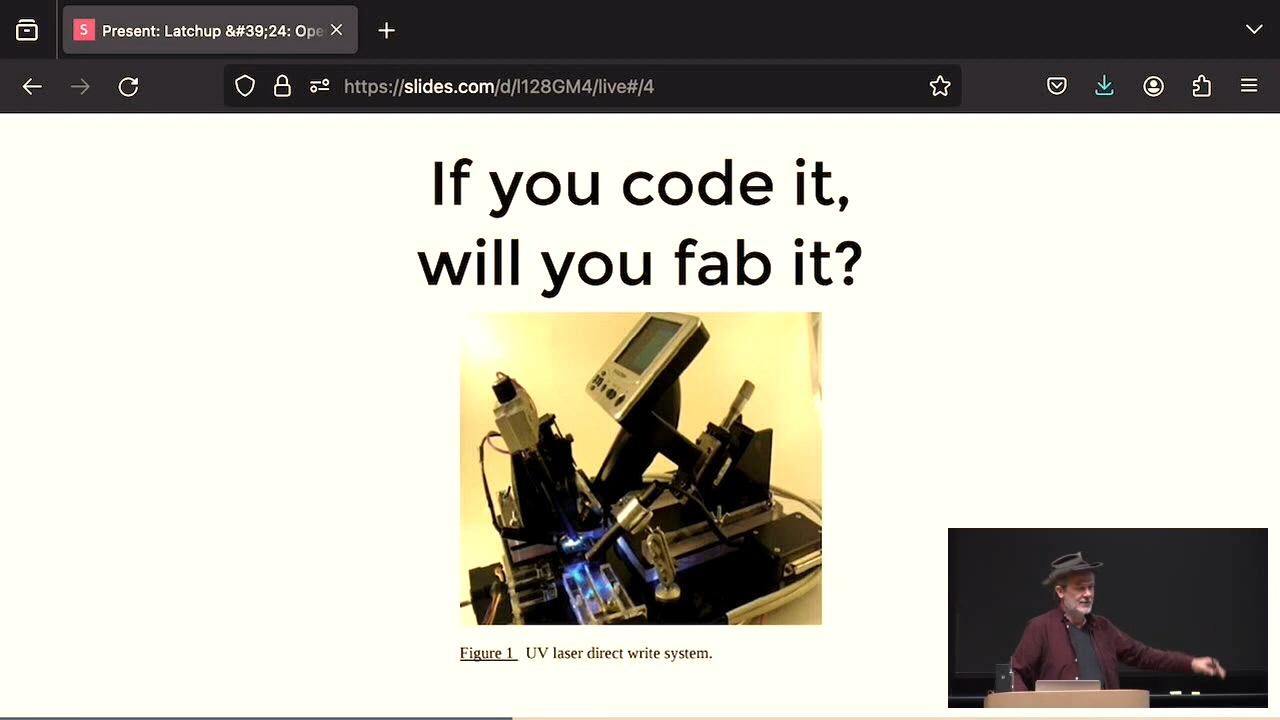 S
Present: Latchup &#39;24: Ope
https://slides.com/d/l128GM4/live#/4
If you code it,
will you fab it?
Figure 1 UV laser direct write system.